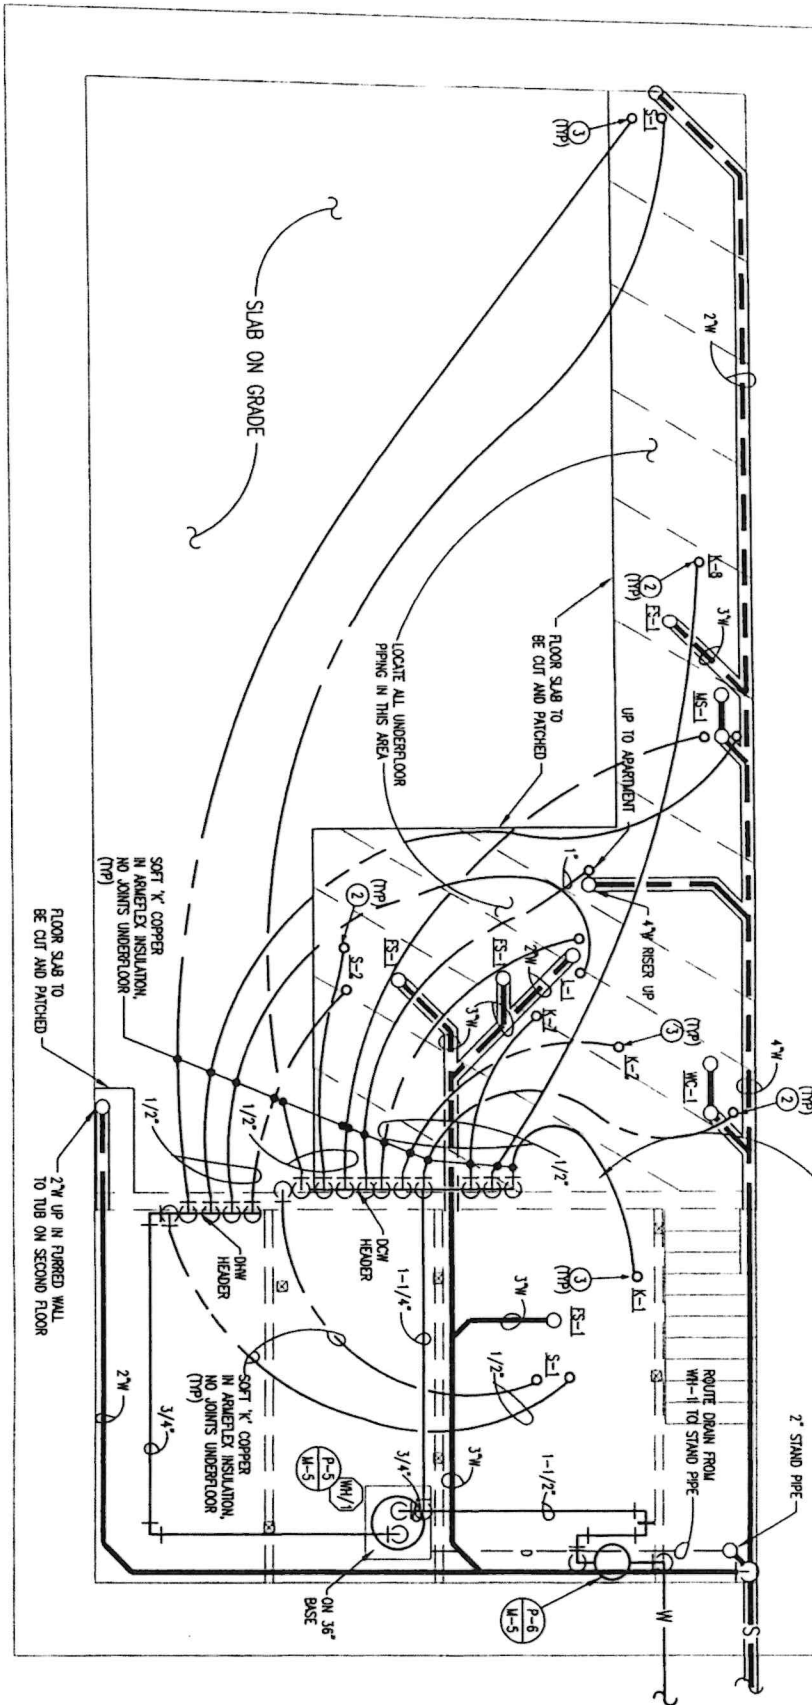 S-1
3
(TYP)
2"W
SLAB ON GRADE
K-8
2
(TYP)
FS-1
3"W
MS-1
LOCATE ALL UNDERFLOOR
PIPING IN THIS AREA
FLOOR SLAB TO
BE CUT AND PATCHED
UP TO APARTMENT
1"
4"W RISER UP
4"W
SOFT 'K' COPPER
IN ARMEFLEX INSULATION,
NO JOINTS UNDERFLOOR
(TYP)
FLOOR SLAB TO
BE CUT AND PATCHED
2
(TYP)
S-2
FS-1
FS-1
2"W
3"W
L-1
K-7
3
(TYP)
K-2
WC-1
2
(TYP)
1/2"
1/2"
1/2"
2"W UP IN FURRED WALL
TO TUB ON SECOND FLOOR
DHW
HEADER
DCW
HEADER
1-1/4"
3
(TYP)
K-1
3"W
FS-1
1/2"
S-1
2"W
3/4"
SOFT 'K' COPPER
IN ARMEFLEX INSULATION,
NO JOINTS UNDERFLOOR
(TYP)
P-5
M-5
WH/1
3/4"
3"W
1-1/2"
ROUTE DRAIN FROM
WH-1 TO STAND PIPE
2" STAND PIPE
ON 36"
BASE
D
P-6
M-5
W
S